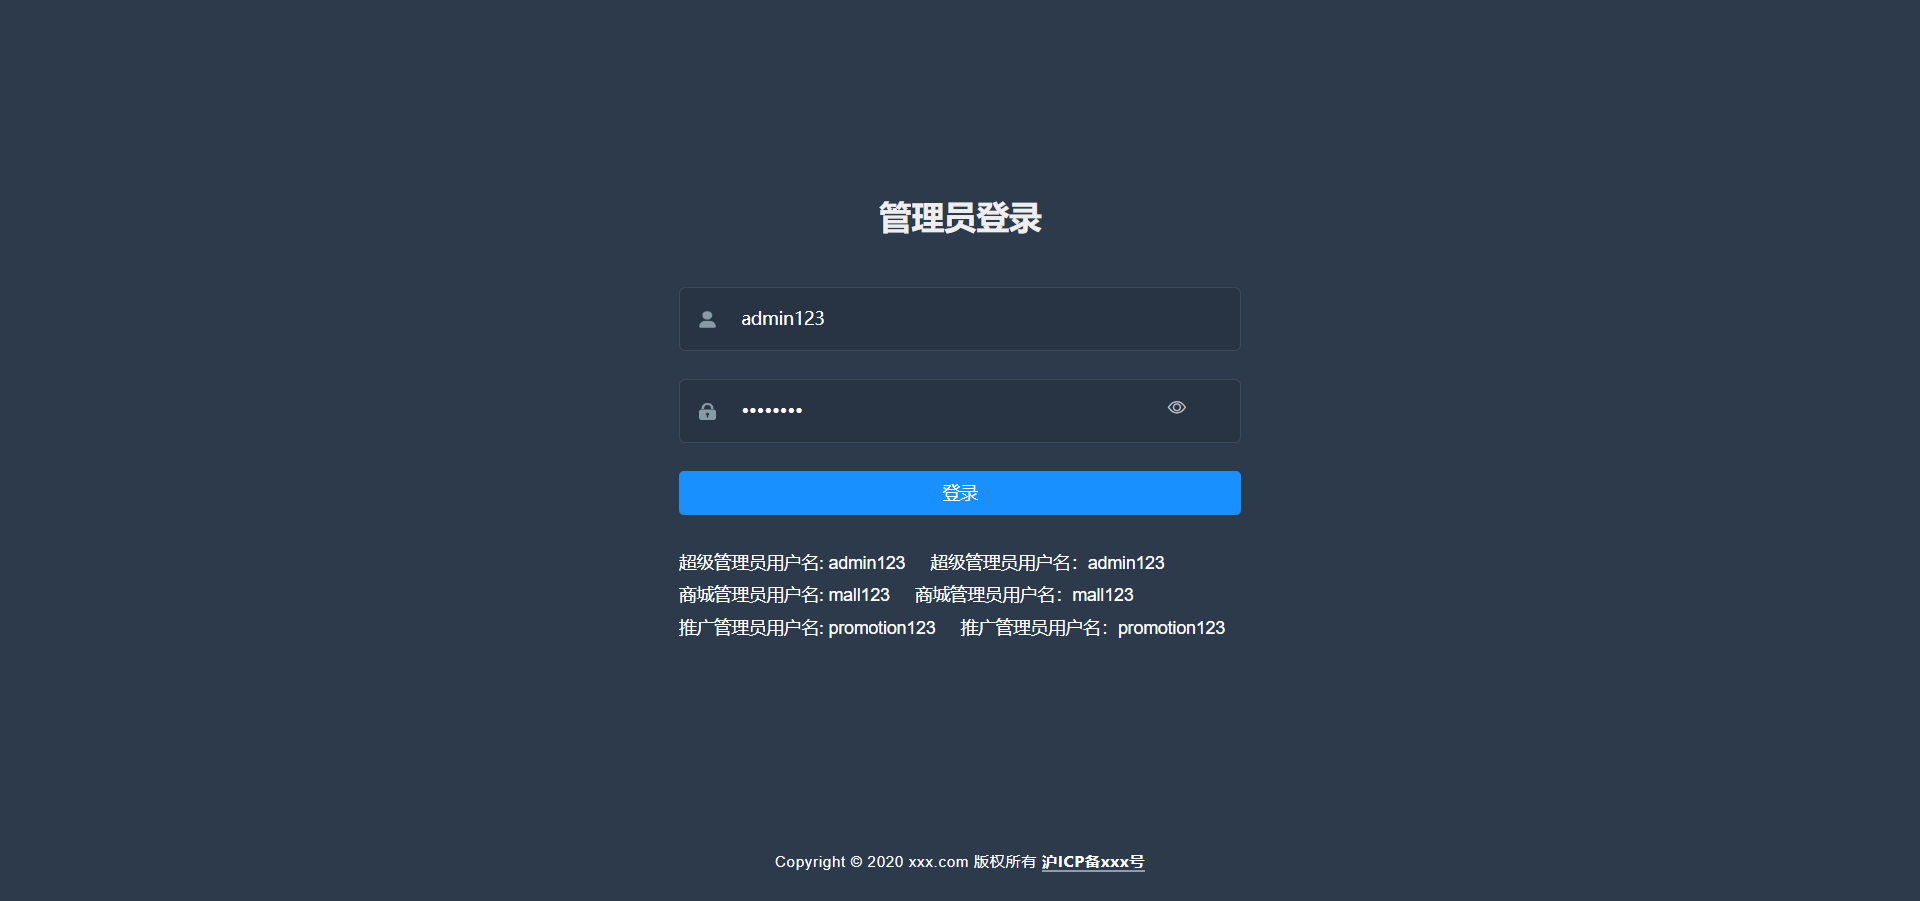 管理员登录
admin123
••••••••
登录
超级管理员用户名: admin123 超级管理员用户名：admin123
商城管理员用户名: mall123 商城管理员用户名：mall123
推广管理员用户名: promotion123 推广管理员用户名：promotion123
Copyright © 2020 xxx.com 版权所有 沪ICP备xxx号